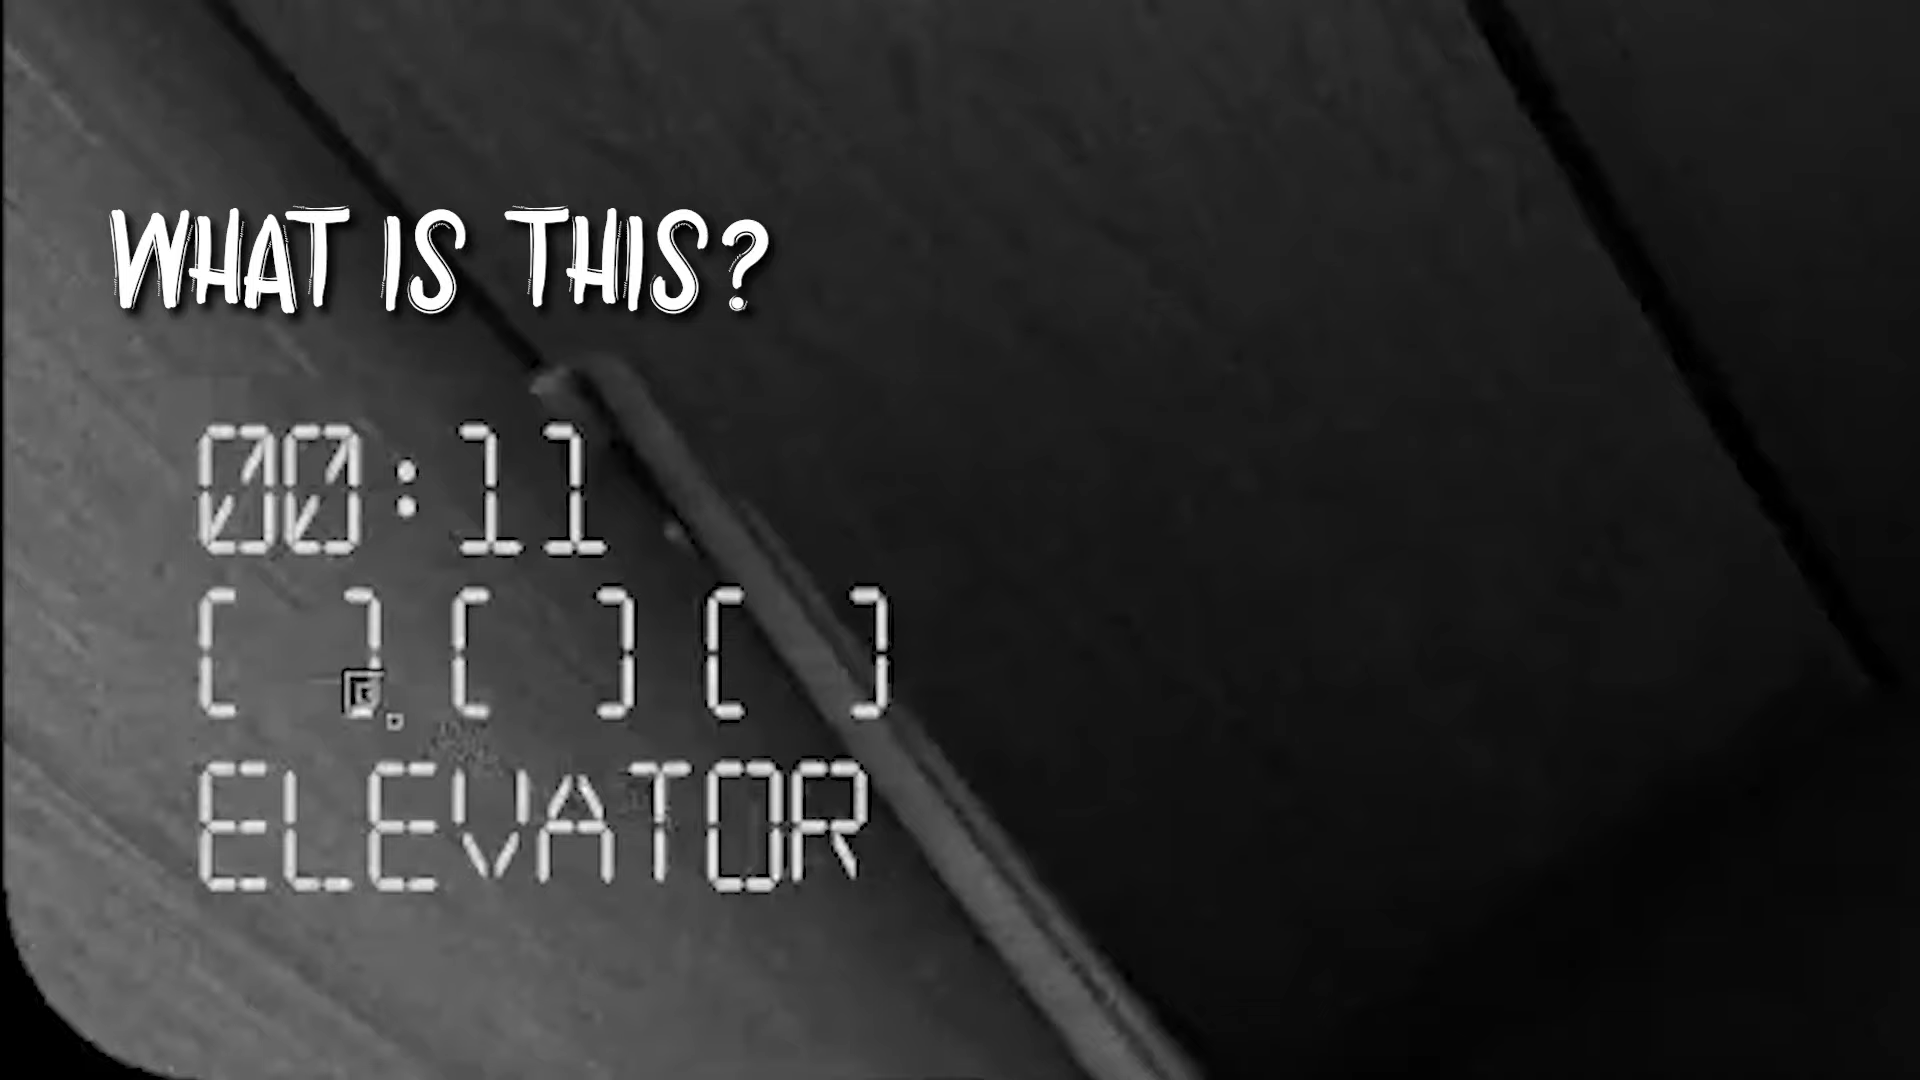 WHAT IS THIS?
00:11
[ ] [ ] [ ]
ELEVATOR